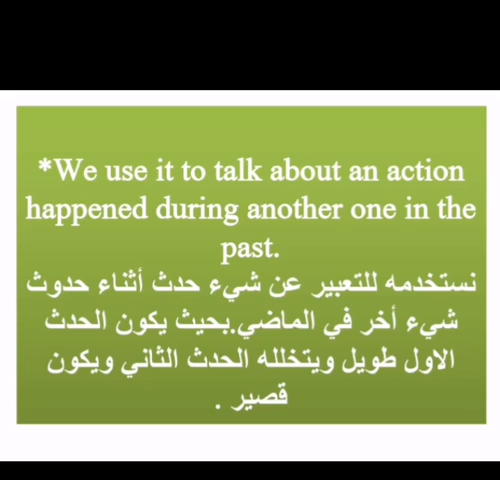 *We use it to talk about an action
happened during another one in the
past.
نستخدمه للتعبير عن شيء حدث أثناء حدوث
شيء أخر في الماضي.بحيث يكون الحدث
الاول طويل ويتخلله الحدث الثاني ويكون
قصير .